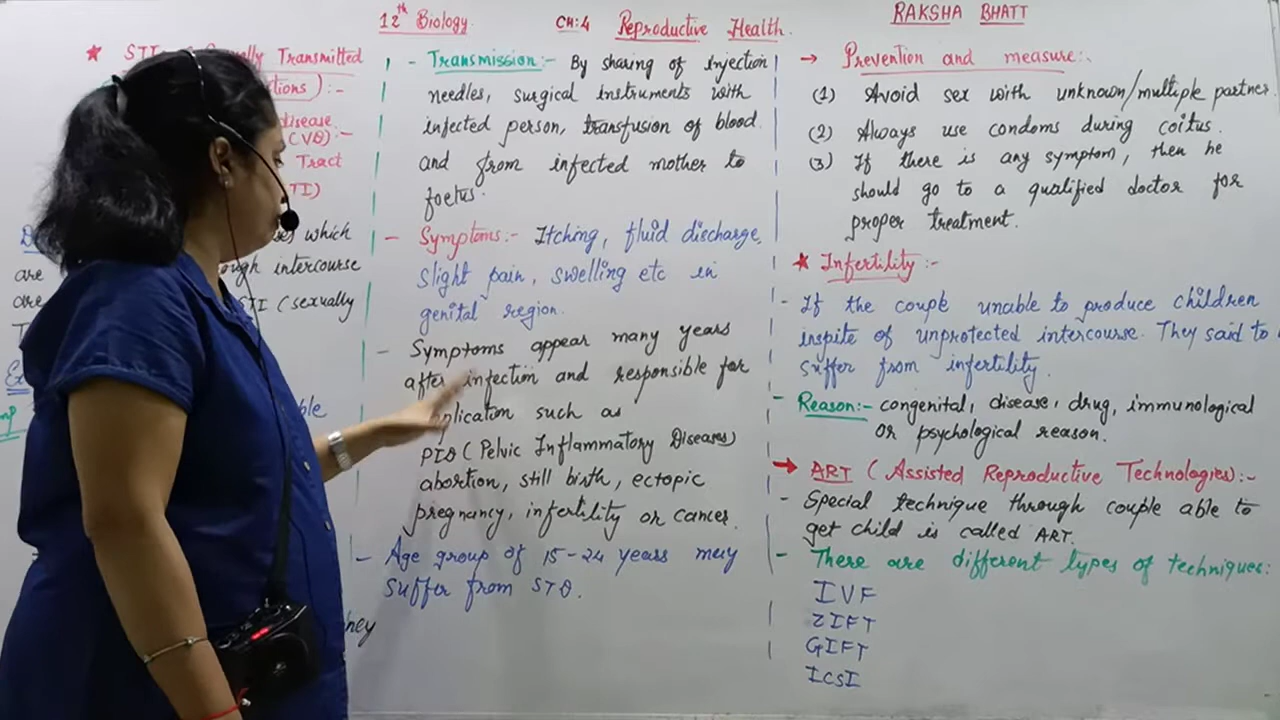 12th Biology. CH:4 Reproductive Health. RAKSHA BHATT
Transmitted
ctions):-
disease
(VD):-
Tract
TI)
which
are ough intercourse
are STI (sexually
- Transmission:- By sharing of injection
needles, surgical instruments with
infected person, transfusion of blood.
and from infected mother to
foetus.
- Symptoms:- Itching, fluid discharge,
slight pain, swelling etc in
genital region.
- Symptoms appear many years
after infection and responsible for
plication such as
PID (Pelvic Inflammatory Diseases)
abortion, still birth, ectopic
pregnancy, infertility or cancer.
- Age group of 15-24 years may
suffer from STD.
→ Prevention and measure:-
(1) Avoid sex with unknown/multiple partner.
(2) Always use condoms during coitus.
(3) If there is any symptom, then he
should go to a qualified doctor for
proper treatment.
* Infertility:-
- If the couple unable to produce children
inspite of unprotected intercourse. They said to
suffer from infertility.
- Reason:- congenital, disease, drug, immunological
or psychological reason.
→ ART (Assisted Reproductive Technologies):-
- Special technique through couple able to
get child is called ART.
- There are different types of techniques:
IVF
ZIFT
GIFT
ICSI